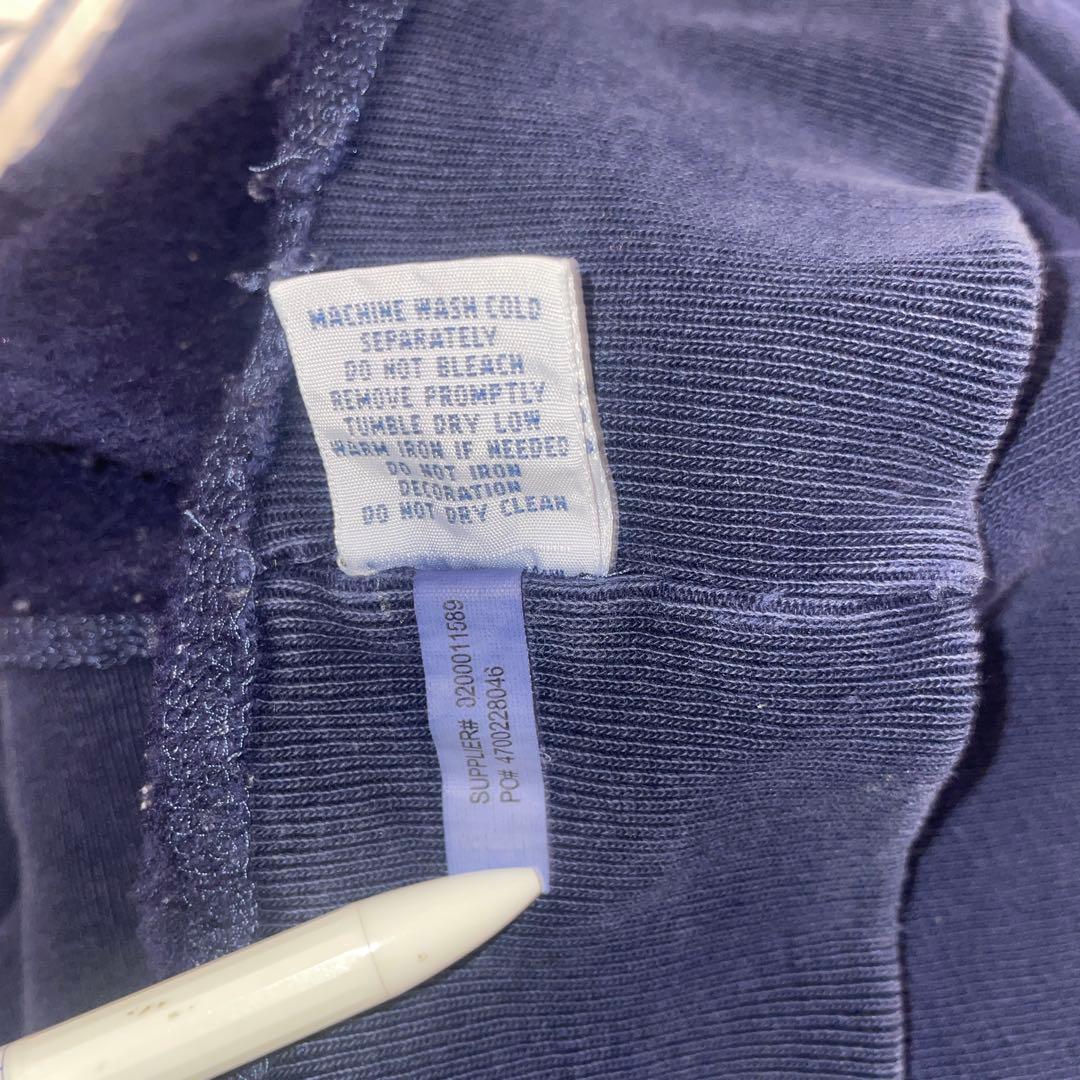 MACHINE WASH COLD
SEPARATELY
DO NOT BLEACH
REMOVE PROMPTLY
TUMBLE DRY LOW
WARM IRON IF NEEDED
DO NOT IRON
DECORATION
DO NOT DRY CLEAN
SUPPLIER# 0200011589
PO# 4700228046